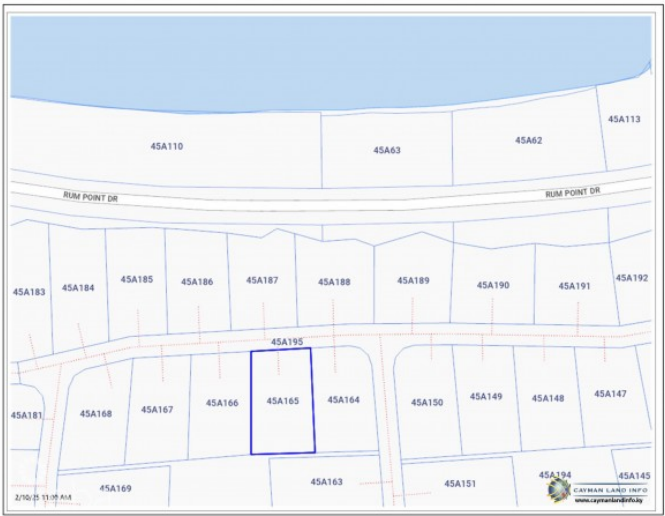 45A113
45A110
45A63
45A62
RUM POINT DR
RUM POINT DR
45A183
45A184
45A185
45A186
45A187
45A188
45A189
45A190
45A191
45A192
45A195
45A181
45A168
45A167
45A166
45A165
45A164
45A150
45A149
45A148
45A147
45A169
45A163
45A151
45A194
45A145
2/10/25 11:09 AM
CAYMAN LAND INFO
www.caymanlandinfo.ky